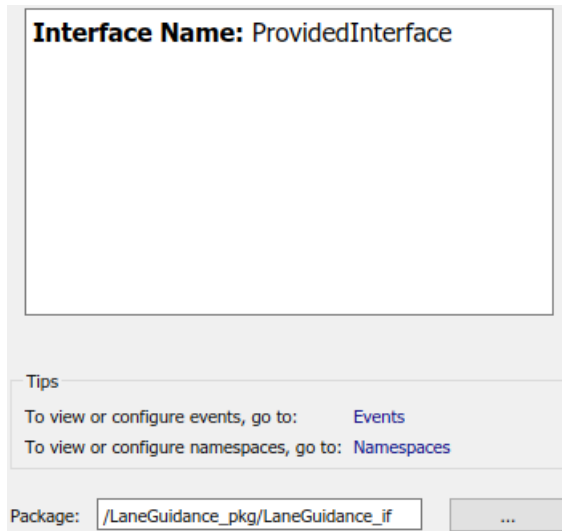 Interface Name: ProvidedInterface
Tips
To view or configure events, go to: Events
To view or configure namespaces, go to: Namespaces
Package: /LaneGuidance_pkg/LaneGuidance_if ...